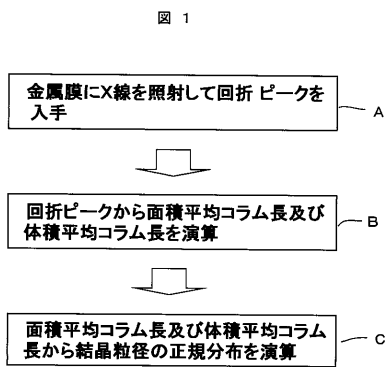 図 1
金属膜にX線を照射して回折 ピークを
入手
A
回折ピークから面積平均コラム長及び
体積平均コラム長を演算
B
面積平均コラム長及び体積平均コラム
長から結晶粒径の正規分布を演算
C